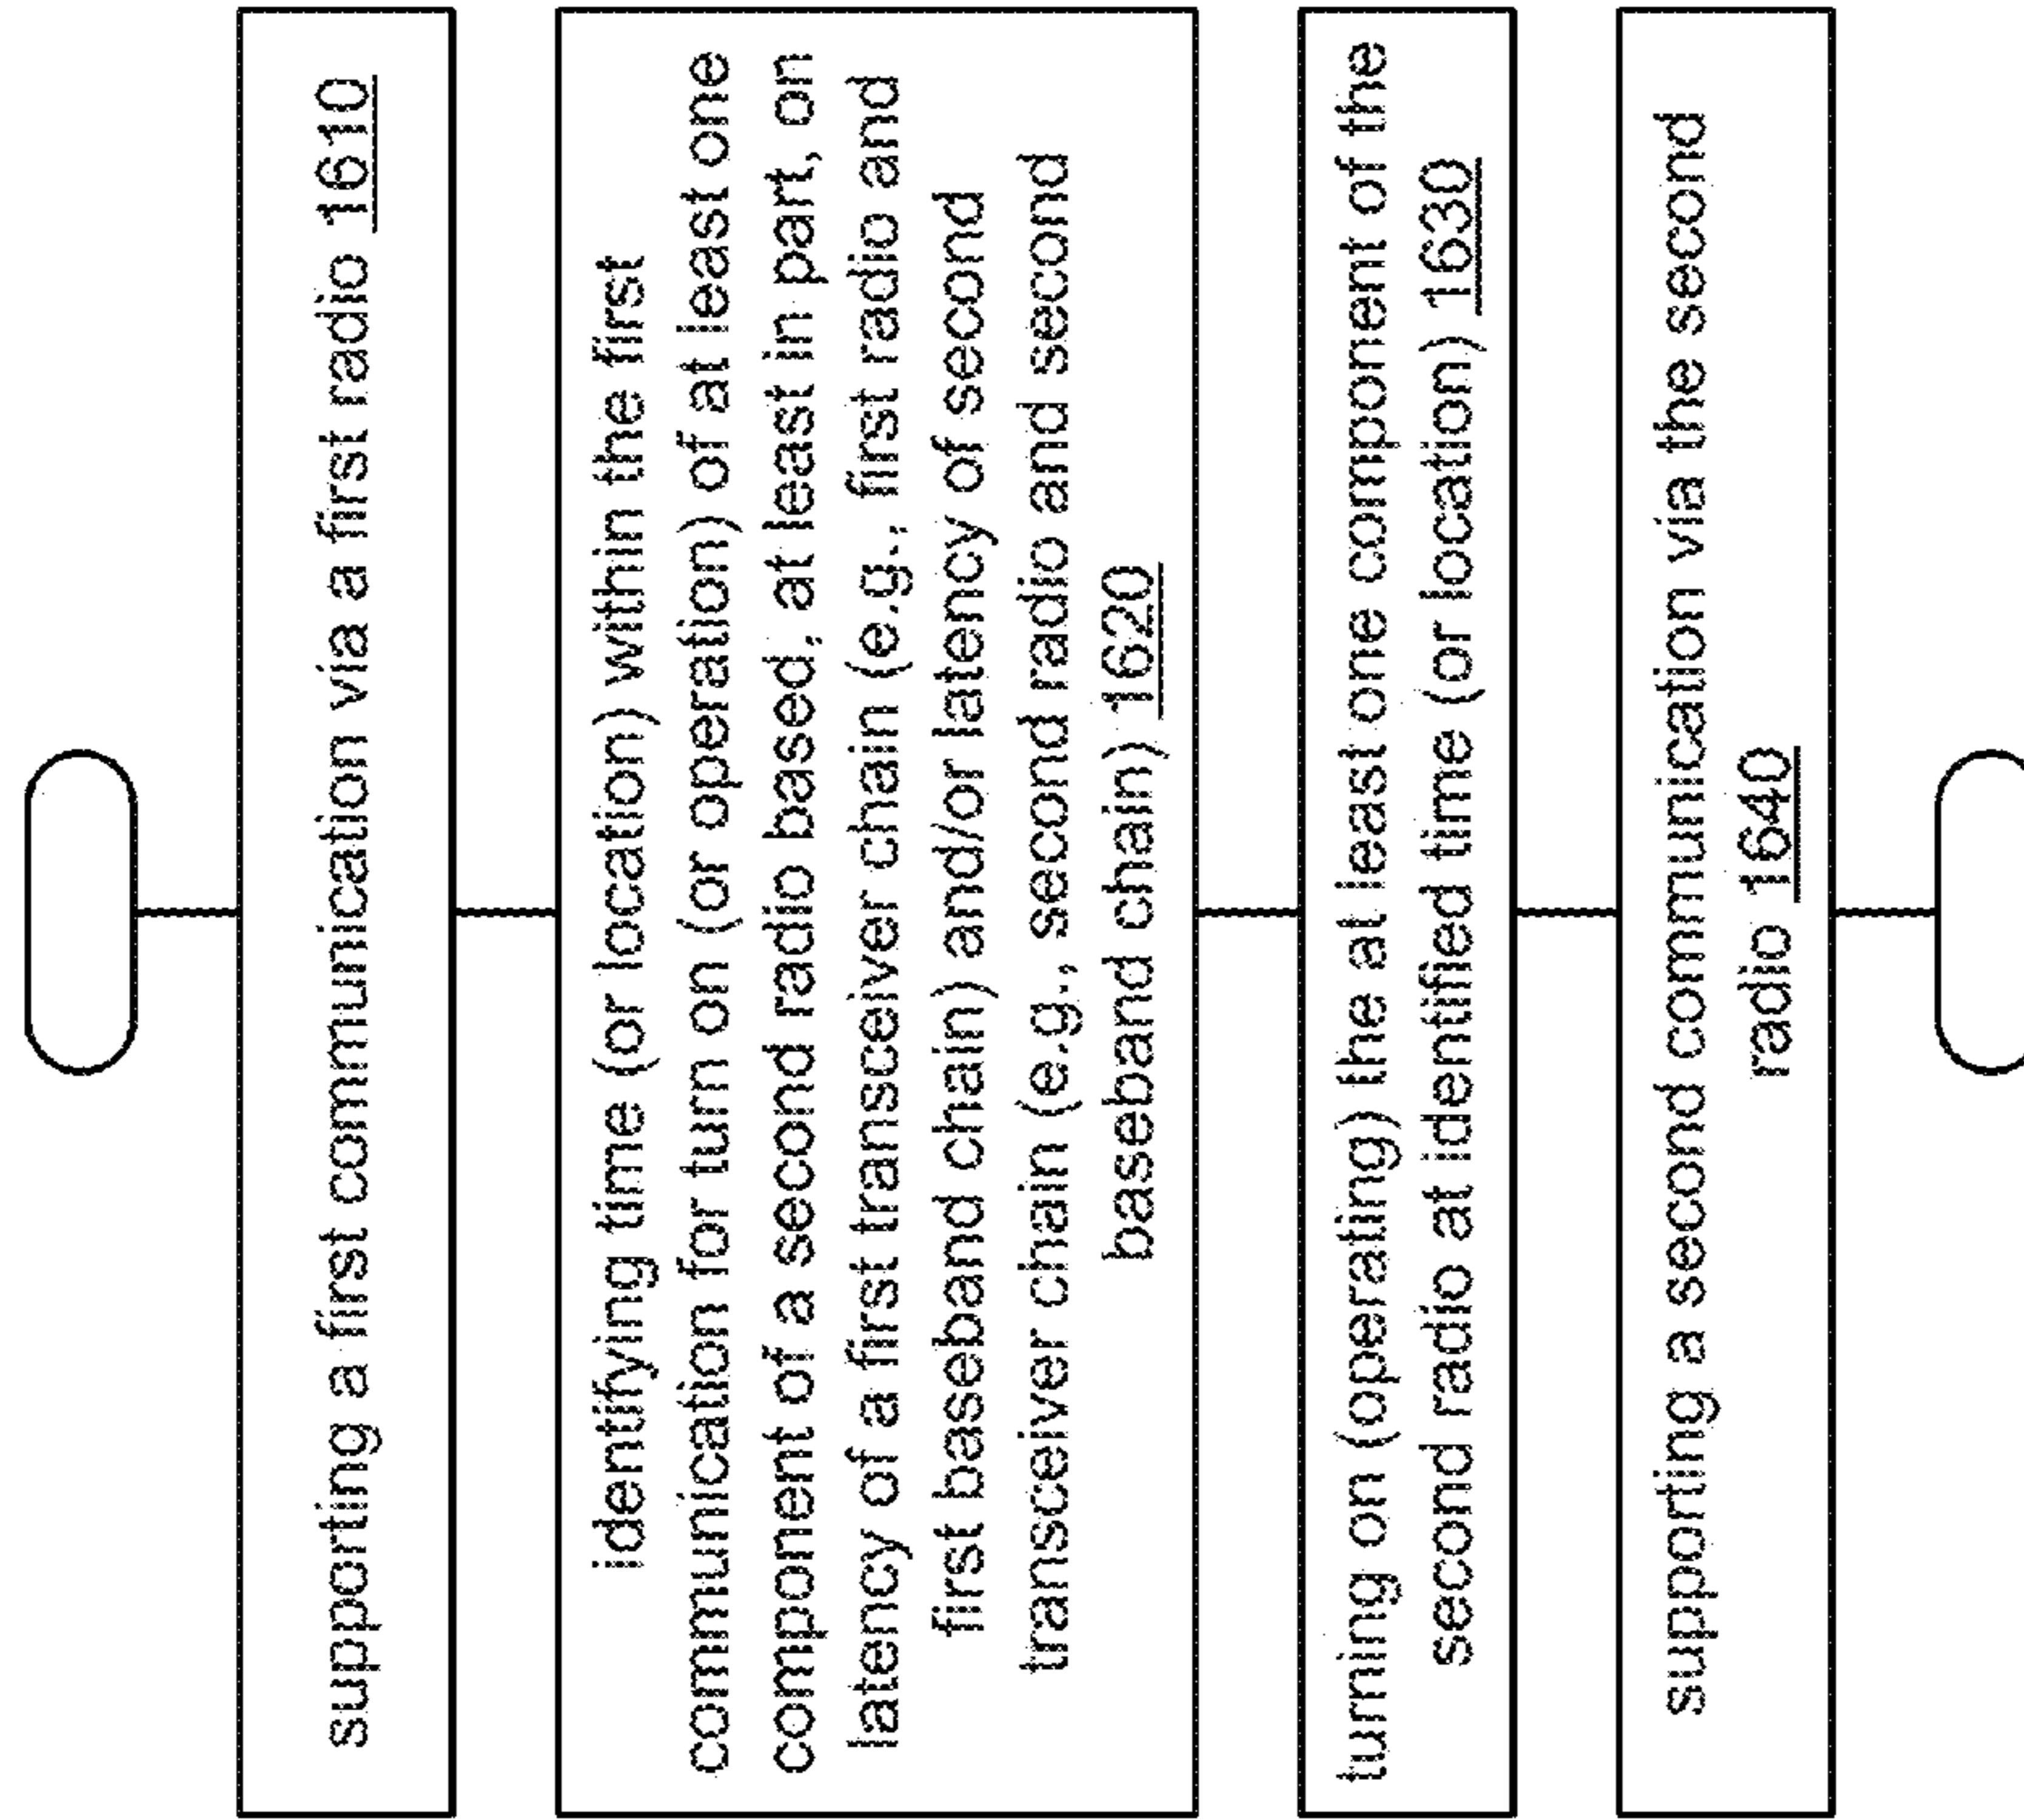 supporting a first communication via a first radio 1610
identifying time (or location) within the first
communication for turn on (or operation) of at least one
component of a second radio based, at least in part, on
latency of a first transceiver chain (e.g., first radio and
first baseband chain) and/or latency of second
transceiver chain (e.g., second radio and second
baseband chain) 1620
turning on (operating) the at least one component of the
second radio at identified time (or location) 1630
supporting a second communication via the second
radio 1640